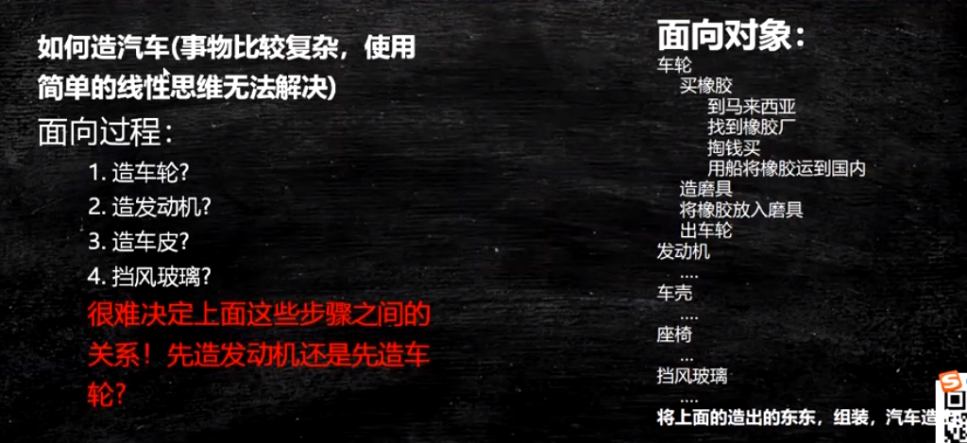 如何造汽车(事物比较复杂，使用
简单的线性思维无法解决)
面向过程：
1. 造车轮?
2. 造发动机?
3. 造车皮?
4. 挡风玻璃?
很难决定上面这些步骤之间的
关系！先造发动机还是先造车
轮?
面向对象：
车轮
买橡胶
到马来西亚
找到橡胶厂
掏钱买
用船将橡胶运到国内
造磨具
将橡胶放入磨具
出车轮
发动机
....
车壳
....
座椅
...
挡风玻璃
....
将上面的造出的东东，组装，汽车造